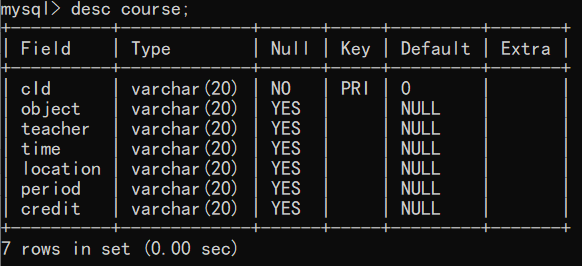 mysql> desc course;
+----------+-------------+------+-----+---------+-------+
| Field | Type | Null | Key | Default | Extra |
+----------+-------------+------+-----+---------+-------+
| cId | varchar(20) | NO | PRI | 0 | |
| object | varchar(20) | YES | | NULL | |
| teacher | varchar(20) | YES | | NULL | |
| time | varchar(20) | YES | | NULL | |
| location | varchar(20) | YES | | NULL | |
| period | varchar(20) | YES | | NULL | |
| credit | varchar(20) | YES | | NULL | |
+----------+-------------+------+-----+---------+-------+
7 rows in set (0.00 sec)